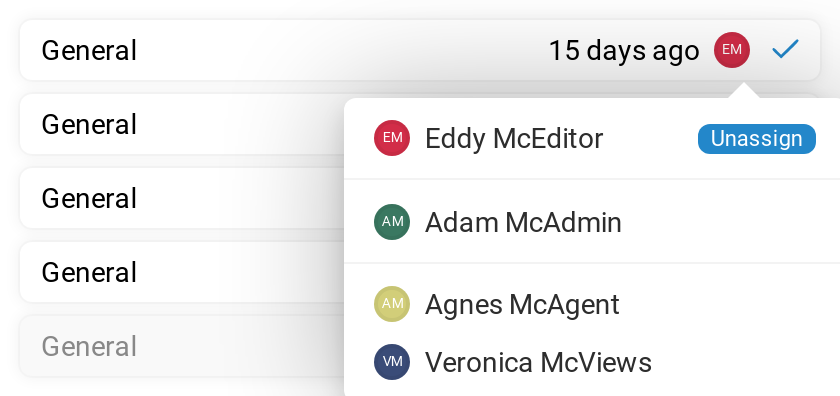 General 15 days ago EM
General
EM Eddy McEditor Unassign
General
AM Adam McAdmin
General
AM Agnes McAgent
General
VM Veronica McViews